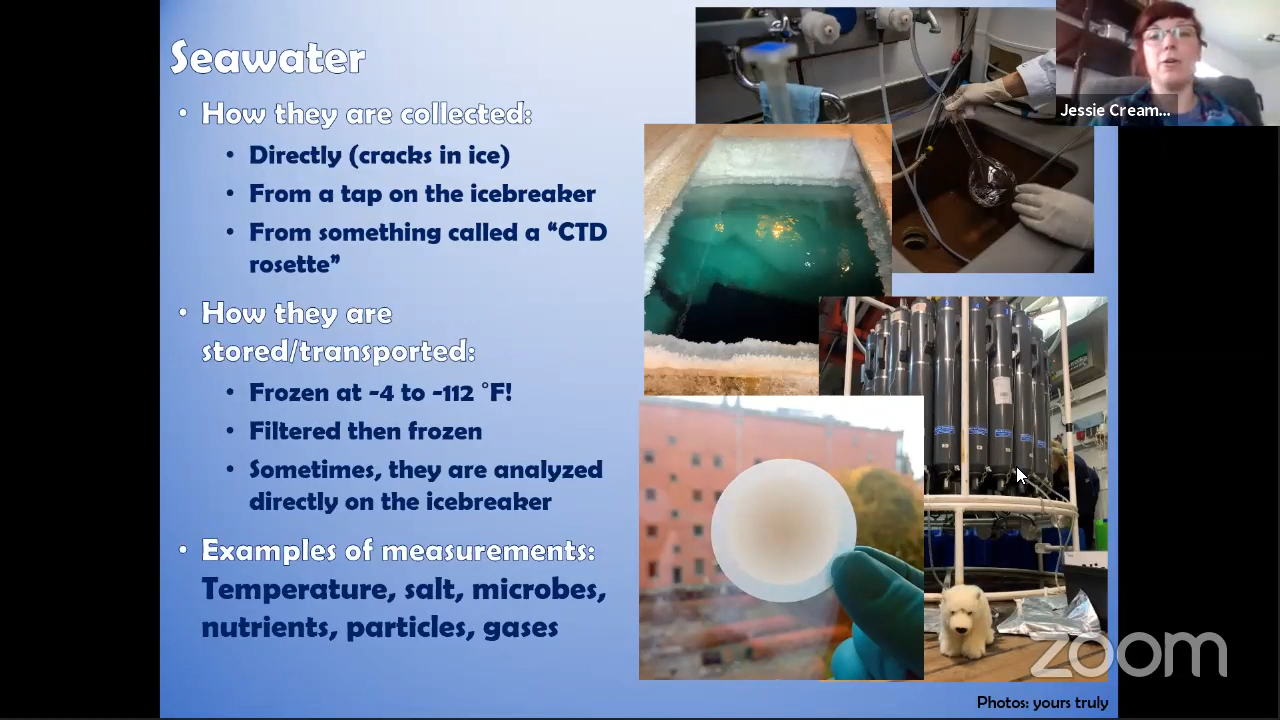 Seawater
• How they are collected:
• Directly (cracks in ice)
• From a tap on the icebreaker
• From something called a “CTD
rosette”
• How they are
stored/transported:
• Frozen at -4 to -112 °F!
• Filtered then frozen
• Sometimes, they are analyzed
directly on the icebreaker
• Examples of measurements:
Temperature, salt, microbes,
nutrients, particles, gases
Jessie Cream...
zoom
Photos: yours truly